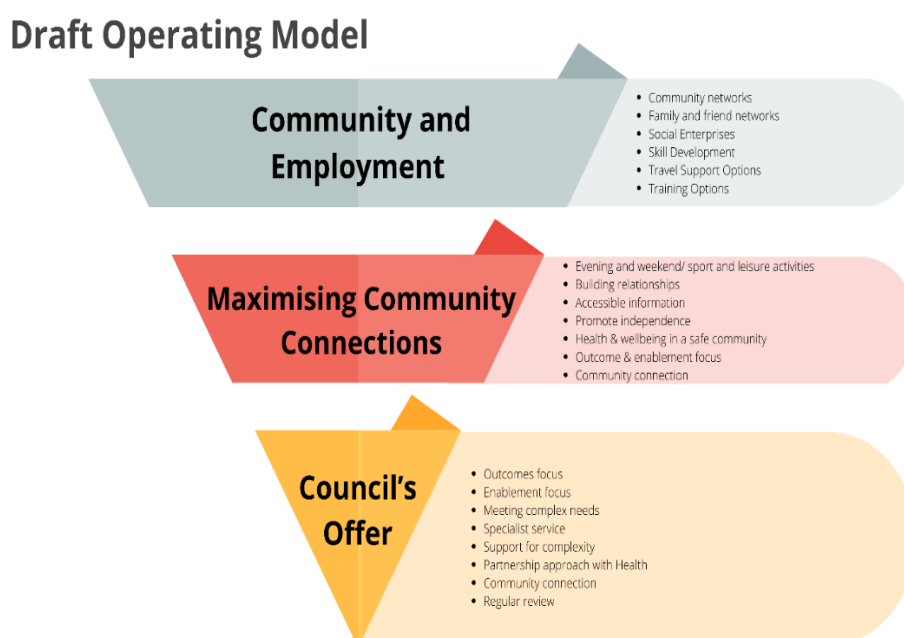 Draft Operating Model
Community and
Employment
• Community networks
• Family and friend networks
• Social Enterprises
• Skill Development
• Travel Support Options
• Training Options
Maximising Community
Connections
• Evening and weekend/ sport and leisure activities
• Building relationships
• Accessible information
• Promote independence
• Health & wellbeing in a safe community
• Outcome & enablement focus
• Community connection
Council's
Offer
• Outcomes focus
• Enablement focus
• Meeting complex needs
• Specialist service
• Support for complexity
• Partnership approach with Health
• Community connection
• Regular review